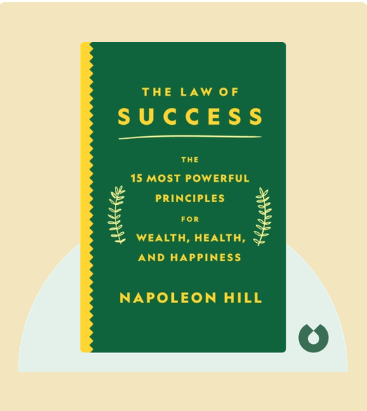 THE LAW OF
SUCCESS
THE
15 MOST POWERFUL
PRINCIPLES
FOR
WEALTH, HEALTH,
AND HAPPINESS
NAPOLEON HILL